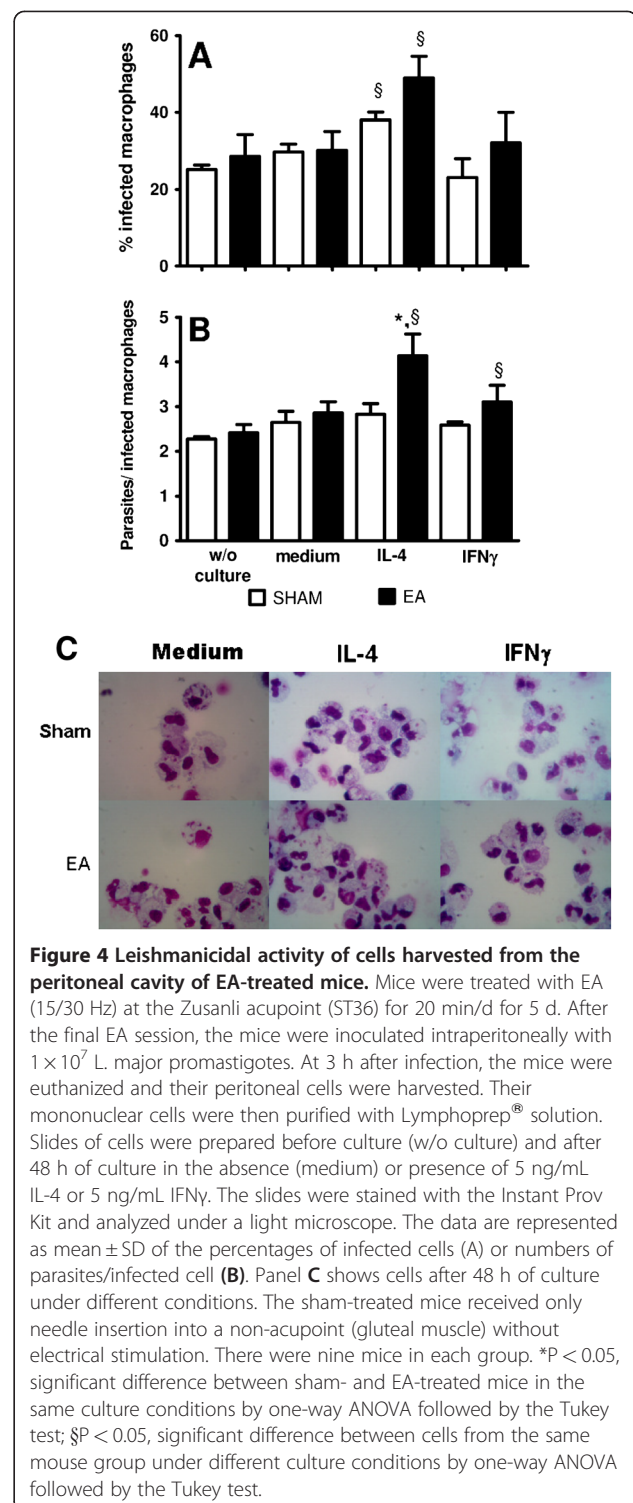 A
60
40
20
0
% infected macrophages
§
§
B
5
4
3
2
1
0
Parasites/ infected macrophages
*,§
§
w/o culture
medium
IL-4
IFNγ
SHAM
EA
C
Medium
IL-4
IFNγ
Sham
EA
Figure 4 Leishmanicidal activity of cells harvested from the
peritoneal cavity of EA-treated mice. Mice were treated with EA
(15/30 Hz) at the Zusanli acupoint (ST36) for 20 min/d for 5 d. After
the final EA session, the mice were inoculated intraperitoneally with
1 × 10⁷ L. major promastigotes. At 3 h after infection, the mice were
euthanized and their peritoneal cells were harvested. Their
mononuclear cells were then purified with Lymphoprep® solution.
Slides of cells were prepared before culture (w/o culture) and after
48 h of culture in the absence (medium) or presence of 5 ng/mL
IL-4 or 5 ng/mL IFNγ. The slides were stained with the Instant Prov
Kit and analyzed under a light microscope. The data are represented
as mean ± SD of the percentages of infected cells (A) or numbers of
parasites/infected cell (B). Panel C shows cells after 48 h of culture
under different conditions. The sham-treated mice received only
needle insertion into a non-acupoint (gluteal muscle) without
electrical stimulation. There were nine mice in each group. *P < 0.05,
significant difference between sham- and EA-treated mice in the
same culture conditions by one-way ANOVA followed by the Tukey
test; §P < 0.05, significant difference between cells from the same
mouse group under different culture conditions by one-way ANOVA
followed by the Tukey test.